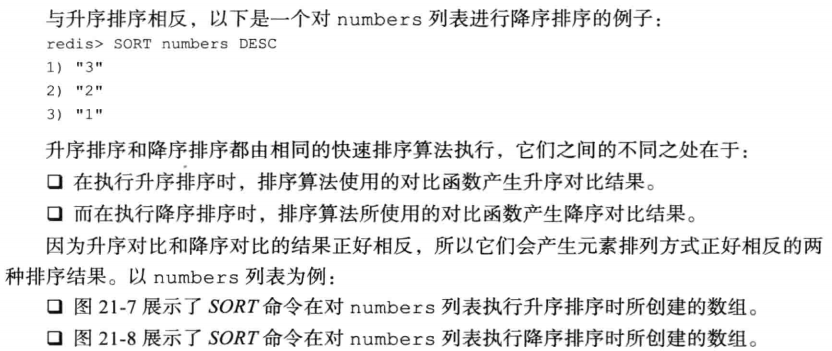 与升序排序相反，以下是一个对 numbers 列表进行降序排序的例子：
redis> SORT numbers DESC
1) "3"
2) "2"
3) "1"
升序排序和降序排序都由相同的快速排序算法执行，它们之间的不同之处在于：
❏ 在执行升序排序时，排序算法使用的对比函数产生升序对比结果。
❏ 而在执行降序排序时，排序算法所使用的对比函数产生降序对比结果。
因为升序对比和降序对比的结果正好相反，所以它们会产生元素排列方式正好相反的两
种排序结果。以 numbers 列表为例：
❏ 图 21-7 展示了 SORT 命令在对 numbers 列表执行升序排序时所创建的数组。
❏ 图 21-8 展示了 SORT 命令在对 numbers 列表执行降序排序时所创建的数组。